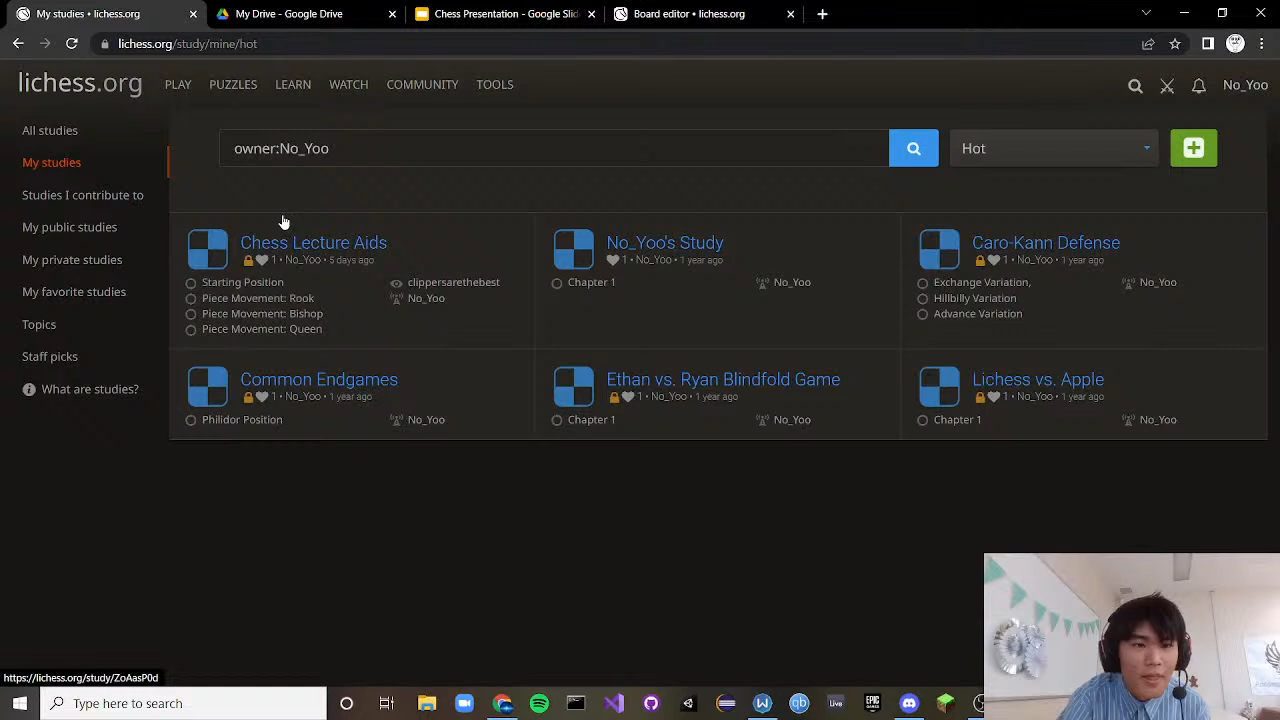 My studies • lichess.org
My Drive - Google Drive
Chess Presentation - Google Slid
Board editor • lichess.org
lichess.org/study/mine/hot
lichess.org
PLAY
PUZZLES
LEARN
WATCH
COMMUNITY
TOOLS
No_Yoo
All studies
My studies
Studies I contribute to
My public studies
My private studies
My favorite studies
Topics
Staff picks
What are studies?
owner:No_Yoo
Hot
Chess Lecture Aids
1 • No_Yoo • 5 days ago
Starting Position
Piece Movement: Rook
Piece Movement: Bishop
Piece Movement: Queen
clippersarethebest
No_Yoo
No_Yoo's Study
1 • No_Yoo • 1 year ago
Chapter 1
No_Yoo
Caro-Kann Defense
1 • No_Yoo • 1 year ago
Exchange Variation,
Hillbilly Variation
Advance Variation
No_Yoo
Common Endgames
1 • No_Yoo • 1 year ago
Philidor Position
No_Yoo
Ethan vs. Ryan Blindfold Game
1 • No_Yoo • 1 year ago
Chapter 1
No_Yoo
Lichess vs. Apple
1 • No_Yoo • 1 year ago
Chapter 1
No_Yoo
https://lichess.org/study/ZoAasP0d
Type here to search
Live
EPIC GAMES